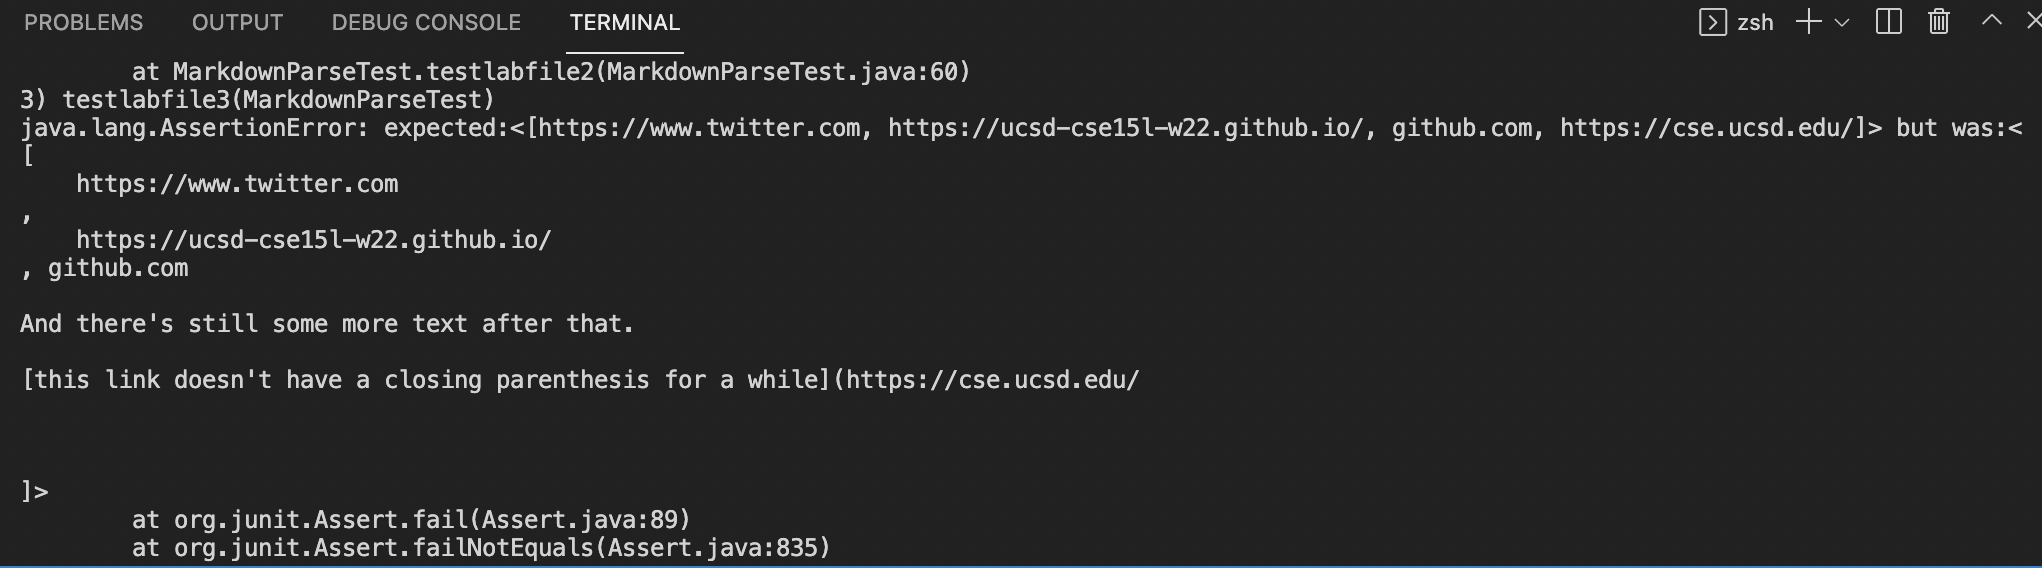 PROBLEMS OUTPUT DEBUG CONSOLE TERMINAL zsh
at MarkdownParseTest.testlabfile2(MarkdownParseTest.java:60)
3) testlabfile3(MarkdownParseTest)
java.lang.AssertionError: expected:<[https://www.twitter.com, https://ucsd-cse15l-w22.github.io/, github.com, https://cse.ucsd.edu/]> but was:<
[
https://www.twitter.com
,
https://ucsd-cse15l-w22.github.io/
, github.com
And there's still some more text after that.
[this link doesn't have a closing parenthesis for a while](https://cse.ucsd.edu/
]>
at org.junit.Assert.fail(Assert.java:89)
at org.junit.Assert.failNotEquals(Assert.java:835)